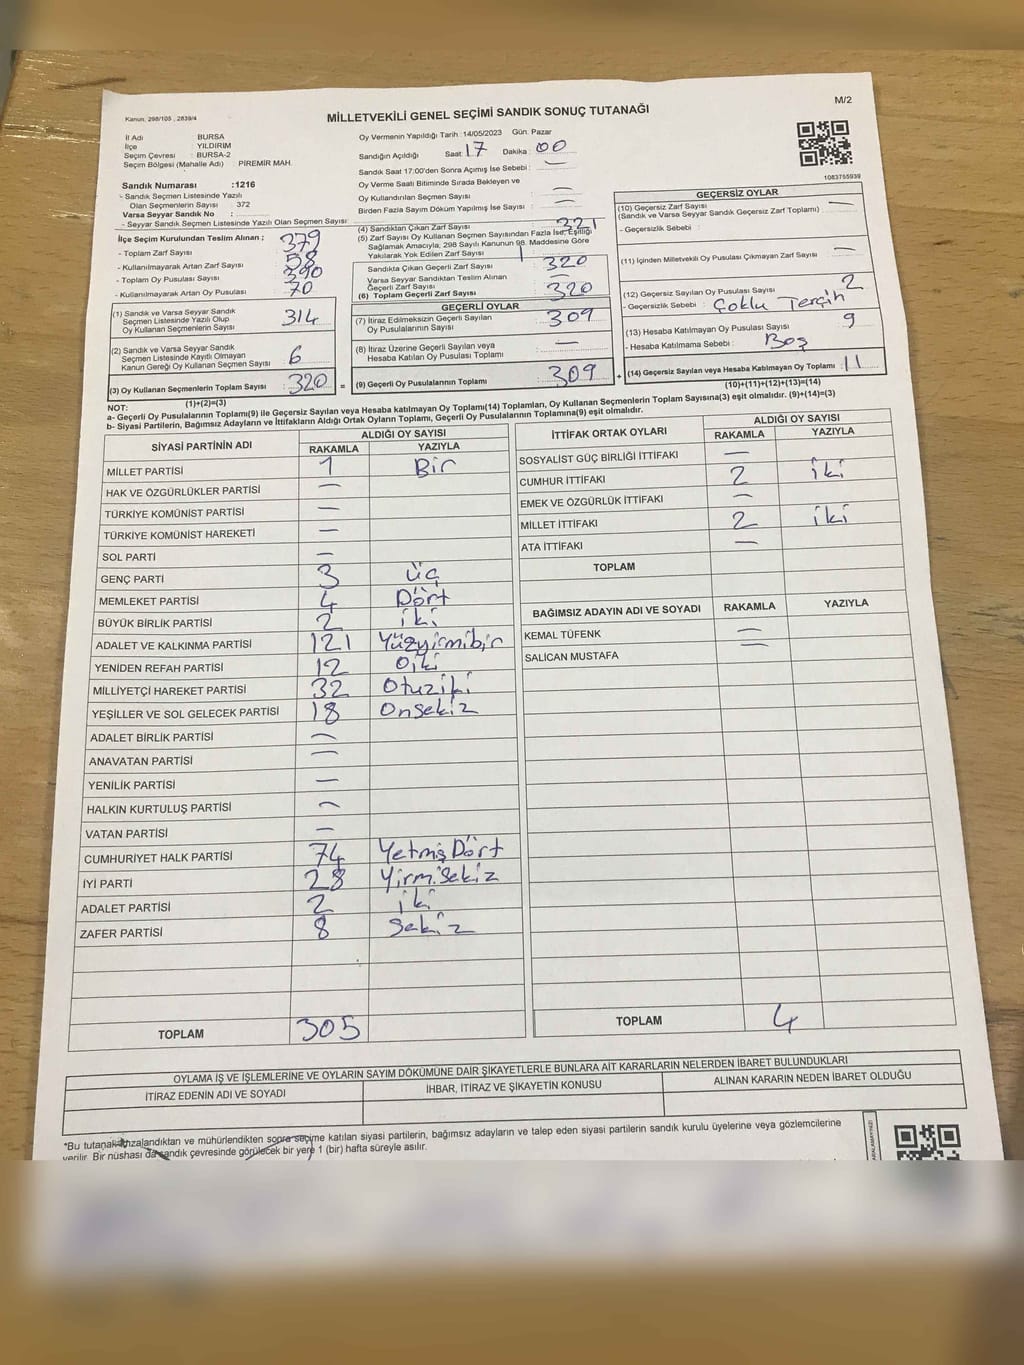 Kanun, 298/105 , 2839/4
MİLLETVEKİLİ GENEL SEÇİMİ SANDIK SONUÇ TUTANAĞI
M/2
İl Adı BURSA
İlçe YILDIRIM
Seçim Çevresi : BURSA-2
Seçim Bölgesi (Mahalle Adı) : PİREMİR MAH.
Sandık Numarası :1216
- Sandık Seçmen Listesinde Yazılı
Olan Seçmenlerin Sayısı : 372
Varsa Seyyar Sandık No :
- Seyyar Sandık Seçmen Listesinde Yazılı Olan Seçmen Sayısı:
İlçe Seçim Kurulundan Teslim Alınan ;
- Toplam Zarf Sayısı : 379
- Kullanılmayarak Artan Zarf Sayısı : 58
- Toplam Oy Pusulası Sayısı : 390
- Kullanılmayarak Artan Oy Pusulası : 70
(1) Sandık ve Varsa Seyyar Sandık
Seçmen Listesinde Yazılı Olup
Oy Kullanan Seçmenlerin Sayısı : 314
(2) Sandık ve Varsa Seyyar Sandık
Seçmen Listesinde Kayıtlı Olmayan
Kanun Gereği Oy Kullanan Seçmen Sayısı : 6
(3) Oy Kullanan Seçmenlerin Toplam Sayısı : 320 =
(1)+(2)=(3)
Oy Vermenin Yapıldığı Tarih : 14/05/2023 Gün. Pazar
Sandığın Açıldığı Saat: 17 Dakika : 00
Sandık Saat 17:00'den Sonra Açımış İse Sebebi : —
Oy Verme Saati Bitiminde Sırada Bekleyen ve
Oy Kullandırılan Seçmen Sayısı : —
Birden Fazla Sayım Döküm Yapılmış İse Sayısı : —
(4) Sandıktan Çıkan Zarf Sayısı : 321
(5) Zarf Sayısı Oy Kullanan Seçmen Sayısından Fazla İse, Eşitliği
Sağlamak Amacıyla, 298 Sayılı Kanunun 98. Maddesine Göre
Yakılarak Yok Edilen Zarf Sayısı : 1
Sandıkta Çıkan Geçerli Zarf Sayısı : 320
Varsa Seyyar Sandıktan Teslim Alınan
Geçerli Zarf Sayısı : —
(6) Toplam Geçerli Zarf Sayısı : 320
GEÇERLİ OYLAR
(7) İtiraz Edilmeksizin Geçerli Sayılan
Oy Pusulalarının Sayısı : 309
(8) İtiraz Üzerine Geçerli Sayılan veya
Hesaba Katılan Oy Pusulası Toplamı : —
(9) Geçerli Oy Pusulalarının Toplamı : 309 +
1083755939
GEÇERSİZ OYLAR
(10) Geçersiz Zarf Sayısı : —
(Sandık ve Varsa Seyyar Sandık Geçersiz Zarf Toplamı)
- Geçersizlik Sebebi :
(11) İçinden Milletvekili Oy Pusulası Çıkmayan Zarf Sayısı : —
(12) Geçersiz Sayılan Oy Pusulası Sayısı : 2
- Geçersizlik Sebebi : Çoklu Tercih
(13) Hesaba Katılmayan Oy Pusulası Sayısı 9
- Hesaba Katılmama Sebebi : Boş
(14) Geçersiz Sayılan veya Hesaba Katılmayan Oy Toplamı : 11
(10)+(11)+(12)+(13)=(14)
NOT:
a- Geçerli Oy Pusulalarının Toplamı(9) ile Geçersiz Sayılan veya Hesaba katılmayan Oy Toplamı(14) Toplamları, Oy Kullanan Seçmenlerin Toplam Sayısına(3) eşit olmalıdır. (9)+(14)=(3)
b- Siyasi Partilerin, Bağımsız Adayların ve İttifakların Aldığı Ortak Oyların Toplamı, Geçerli Oy Pusulalarının Toplamına(9) eşit olmalıdır.
SİYASİ PARTİNİN ADI ALDIĞI OY SAYISI
RAKAMLA YAZIYLA
MİLLET PARTİSİ 1 Bir
HAK VE ÖZGÜRLÜKLER PARTİSİ —
TÜRKİYE KOMÜNİST PARTİSİ —
TÜRKİYE KOMÜNİST HAREKETİ —
SOL PARTİ —
GENÇ PARTİ 3 üç
MEMLEKET PARTİSİ 4 Dört
BÜYÜK BİRLİK PARTİSİ 2 iki
ADALET VE KALKINMA PARTİSİ 121 Yüzyirmibir
YENİDEN REFAH PARTİSİ 12 Oiki
MİLLİYETÇİ HAREKET PARTİSİ 32 Otuziki
YEŞİLLER VE SOL GELECEK PARTİSİ 18 Onsekiz
ADALET BİRLİK PARTİSİ —
ANAVATAN PARTİSİ —
YENİLİK PARTİSİ —
HALKIN KURTULUŞ PARTİSİ —
VATAN PARTİSİ —
CUMHURİYET HALK PARTİSİ 74 YetmişDört
İYİ PARTİ 28 Yirmisekiz
ADALET PARTİSİ 2 iki
ZAFER PARTİSİ 8 Sekiz
TOPLAM 305
İTTİFAK ORTAK OYLARI ALDIĞI OY SAYISI
RAKAMLA YAZIYLA
SOSYALİST GÜÇ BİRLİĞİ İTTİFAKI —
CUMHUR İTTİFAKI 2 iki
EMEK VE ÖZGÜRLÜK İTTİFAKI —
MİLLET İTTİFAKI 2 iki
ATA İTTİFAKI —
TOPLAM
BAĞIMSIZ ADAYIN ADI VE SOYADI RAKAMLA YAZIYLA
KEMAL TÜFENK —
SALİCAN MUSTAFA —
TOPLAM 4
OYLAMA İŞ VE İŞLEMLERİNE VE OYLARIN SAYIM DÖKÜMÜNE DAİR ŞİKAYETLERLE BUNLARA AİT KARARLARIN NELERDEN İBARET BULUNDUKLARI
İTİRAZ EDENİN ADI VE SOYADI İHBAR, İTİRAZ VE ŞİKAYETİN KONUSU ALINAN KARARIN NEDEN İBARET OLDUĞU
*Bu tutanak imzalandıktan ve mühürlendikten sonra seçime katılan siyasi partilerin, bağımsız adayların ve talep eden siyasi partilerin sandık kurulu üyelerine veya gözlemcilerine
verilir. Bir nüshası da sandık çevresinde görülecek bir yere 1 (bir) hafta süreyle asılır.